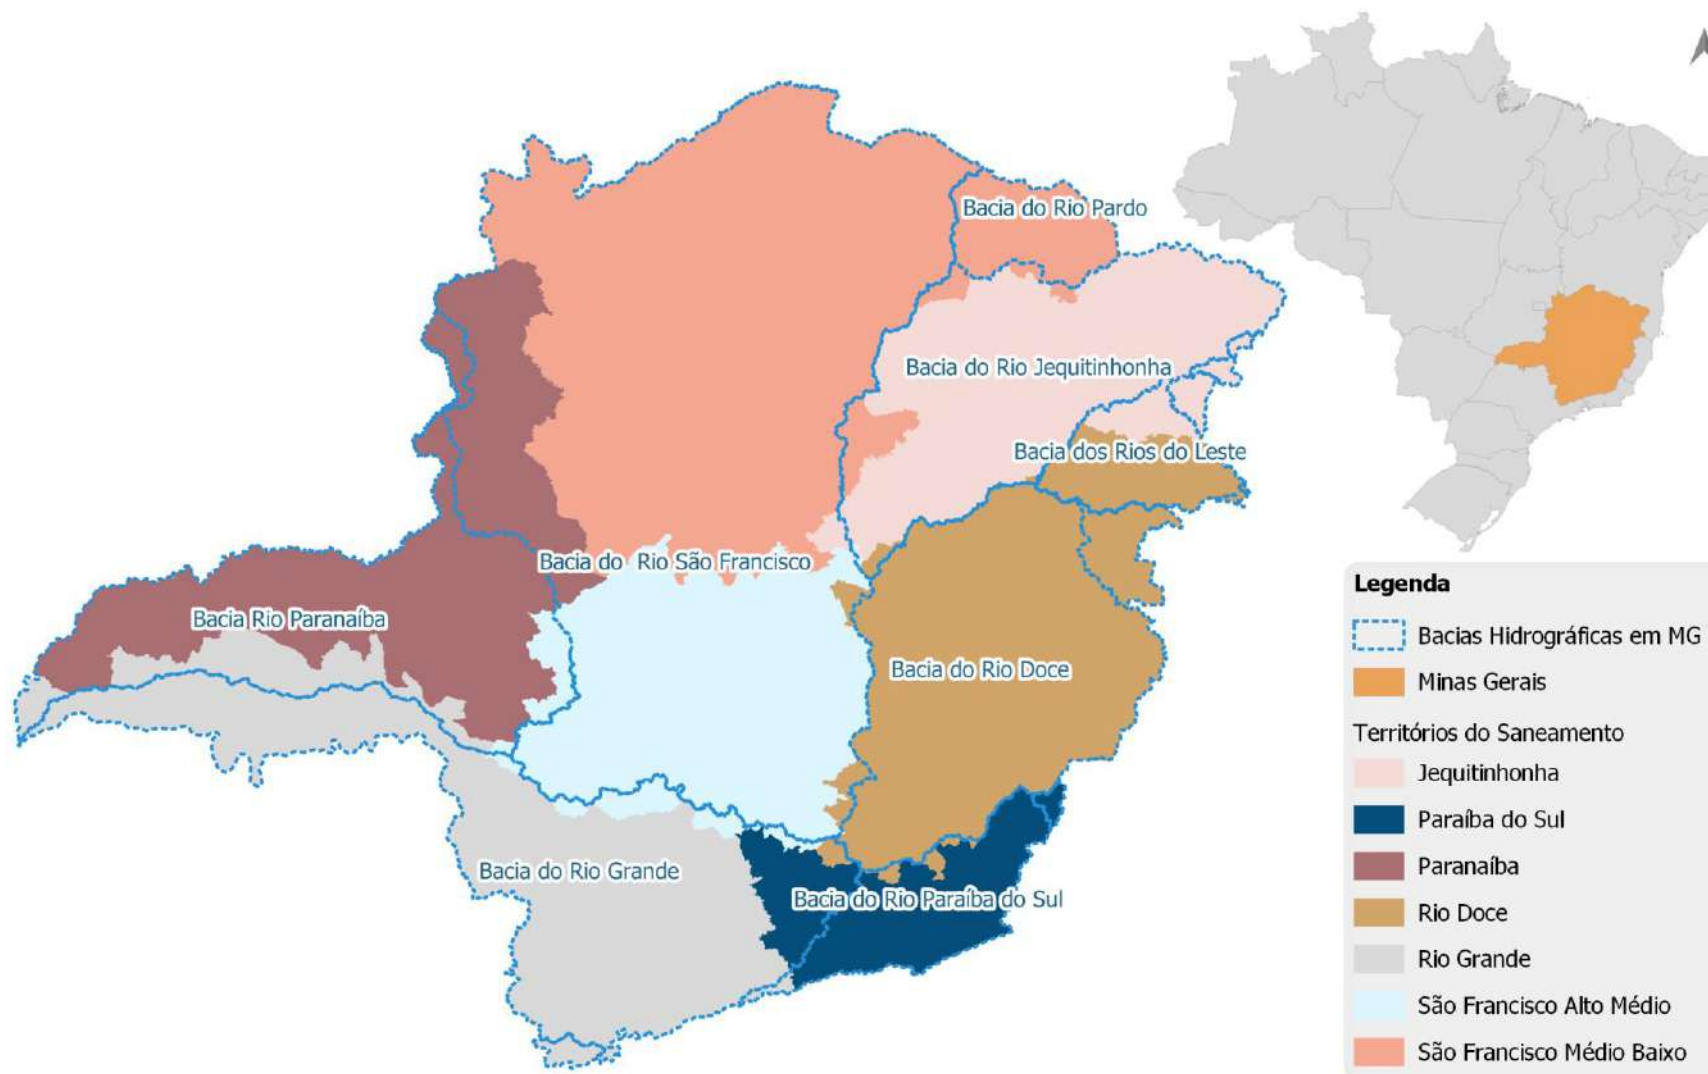 Bacia do Rio Pardo
Bacia do Rio Jequitinhonha
Bacia dos Rios do Leste
Bacia do Rio São Francisco
Bacia Rio Paranaíba
Bacia do Rio Doce
Bacia do Rio Grande
Bacia do Rio Paraíba do Sul
Legenda
Bacias Hidrográficas em MG
Minas Gerais
Territórios do Saneamento
Jequitinhonha
Paraíba do Sul
Paranaíba
Rio Doce
Rio Grande
São Francisco Alto Médio
São Francisco Médio Baixo